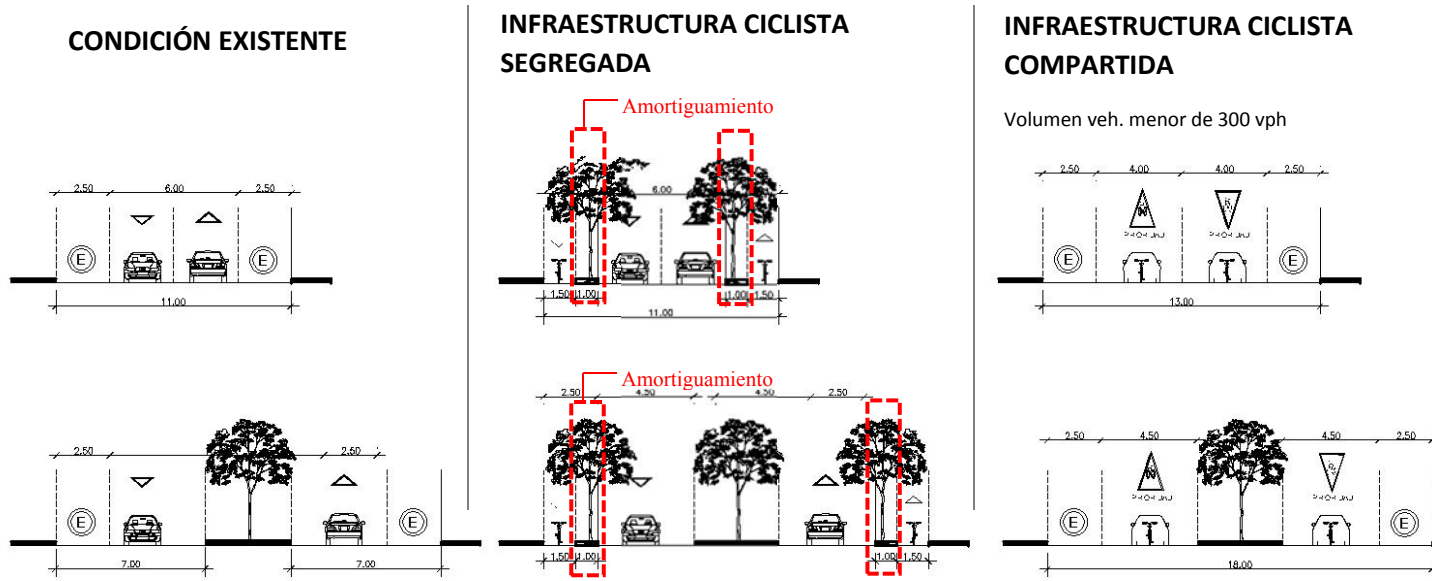 CONDICIÓN EXISTENTE
2.50 6.00 2.50
E E
11.00
2.50 2.50
E E
7.00 7.00
INFRAESTRUCTURA CICLISTA
SEGREGADA
Amortiguamiento
6.00
1.50 1.00 1.00 1.50
11.00
Amortiguamiento
2.50 4.50 4.50 2.50
1.50 1.00 1.00 1.50
INFRAESTRUCTURA CICLISTA
COMPARTIDA
Volumen veh. menor de 300 vph
2.50 4.00 4.00 2.50
E E
13.00
2.50 4.50 4.50 2.50
E E
18.00